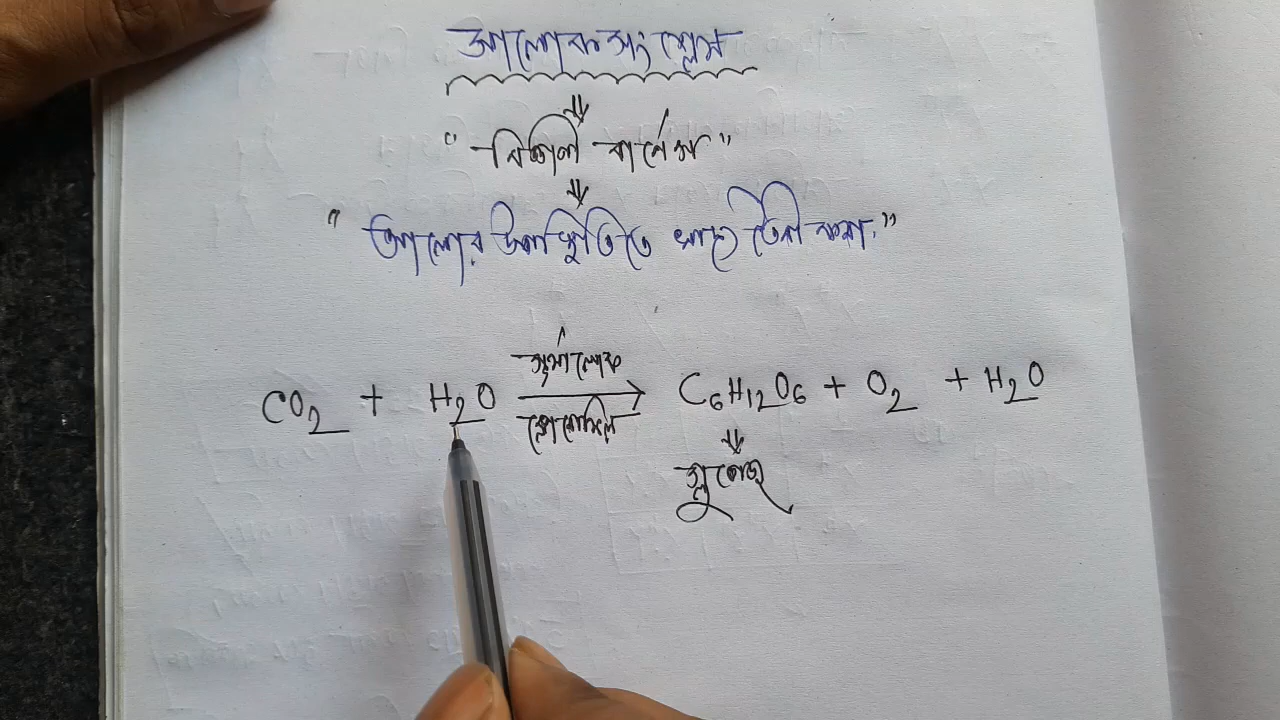 আলোকসংশ্লেষ
"বিজ্ঞানী বার্নেস"
"আলোর উপস্থিতিতে খাদ্য তৈরী করা."
সূর্যালোক
CO₂ + H₂O → C₆H₁₂O₆ + O₂ + H₂O
ক্লোরোফিল
গ্লুকোজ